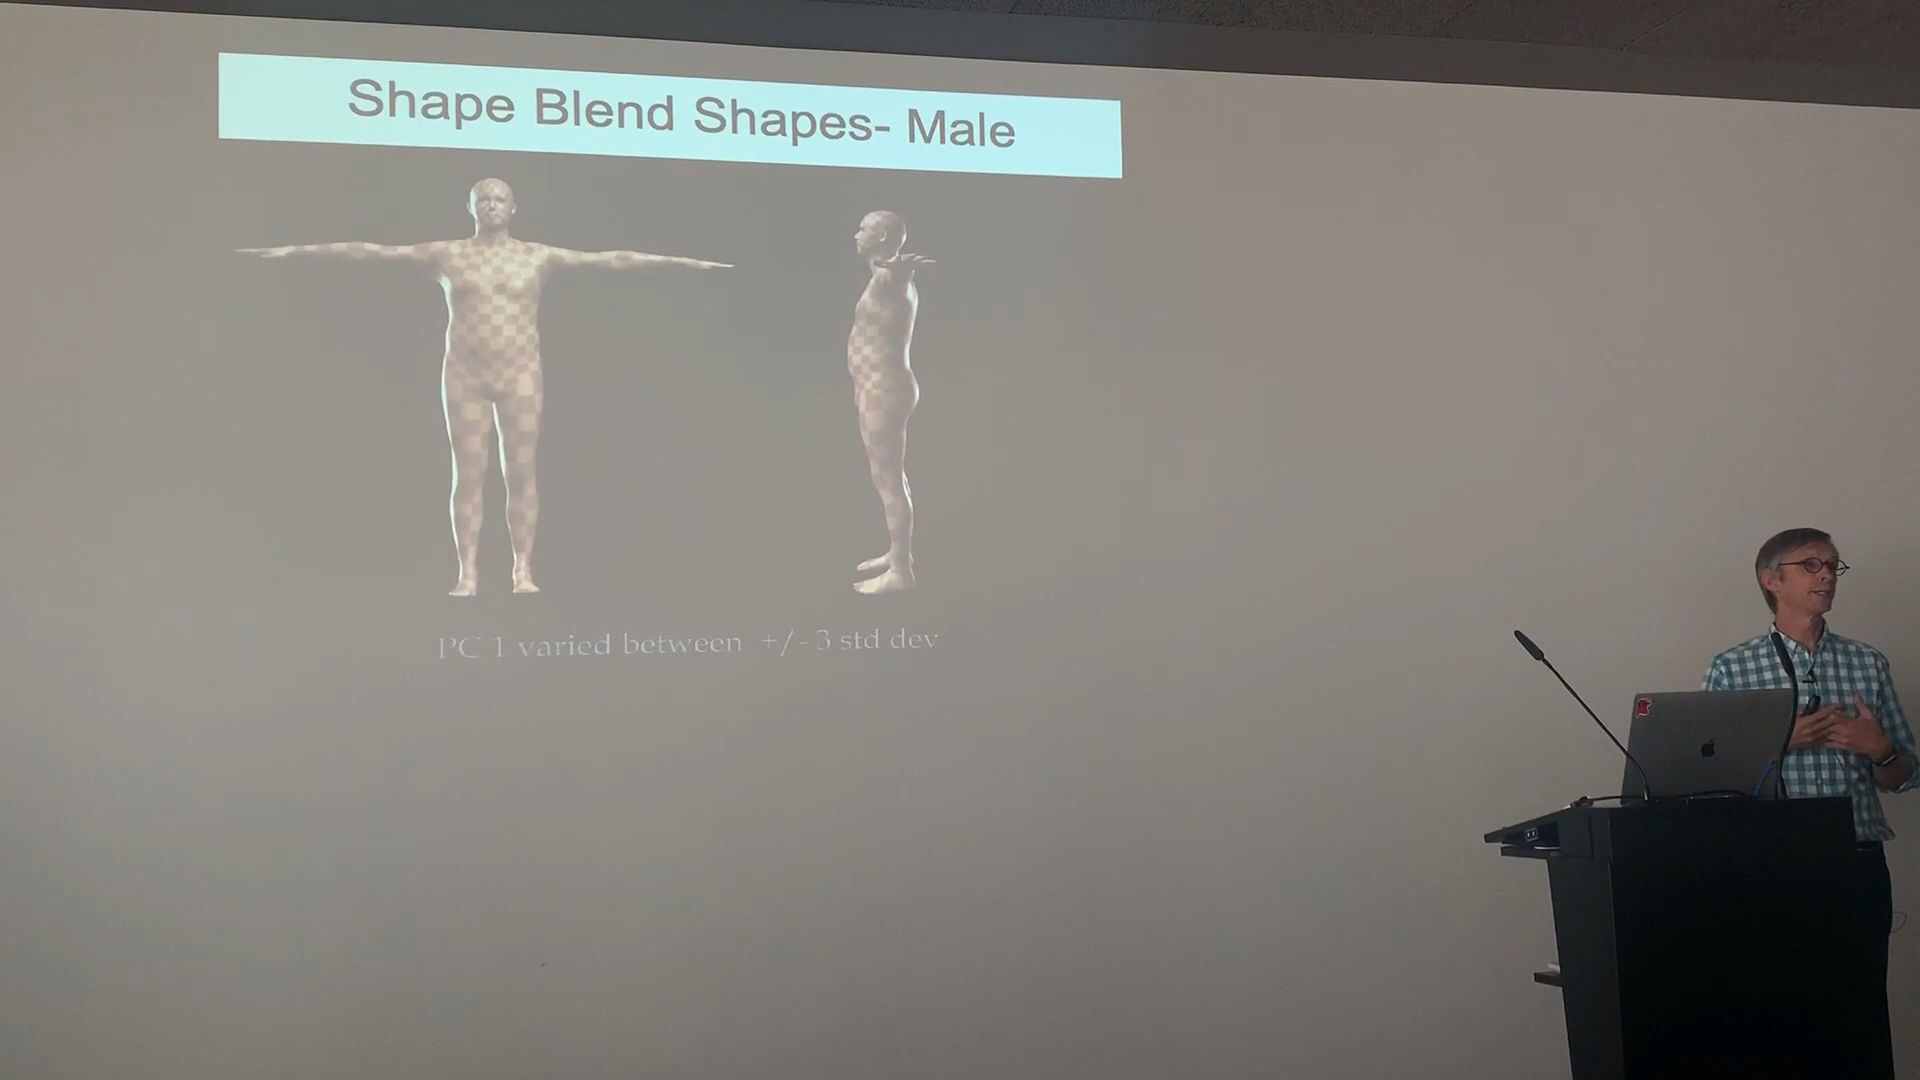 Shape Blend Shapes- Male
PC 1 varied between +/- 3 std dev